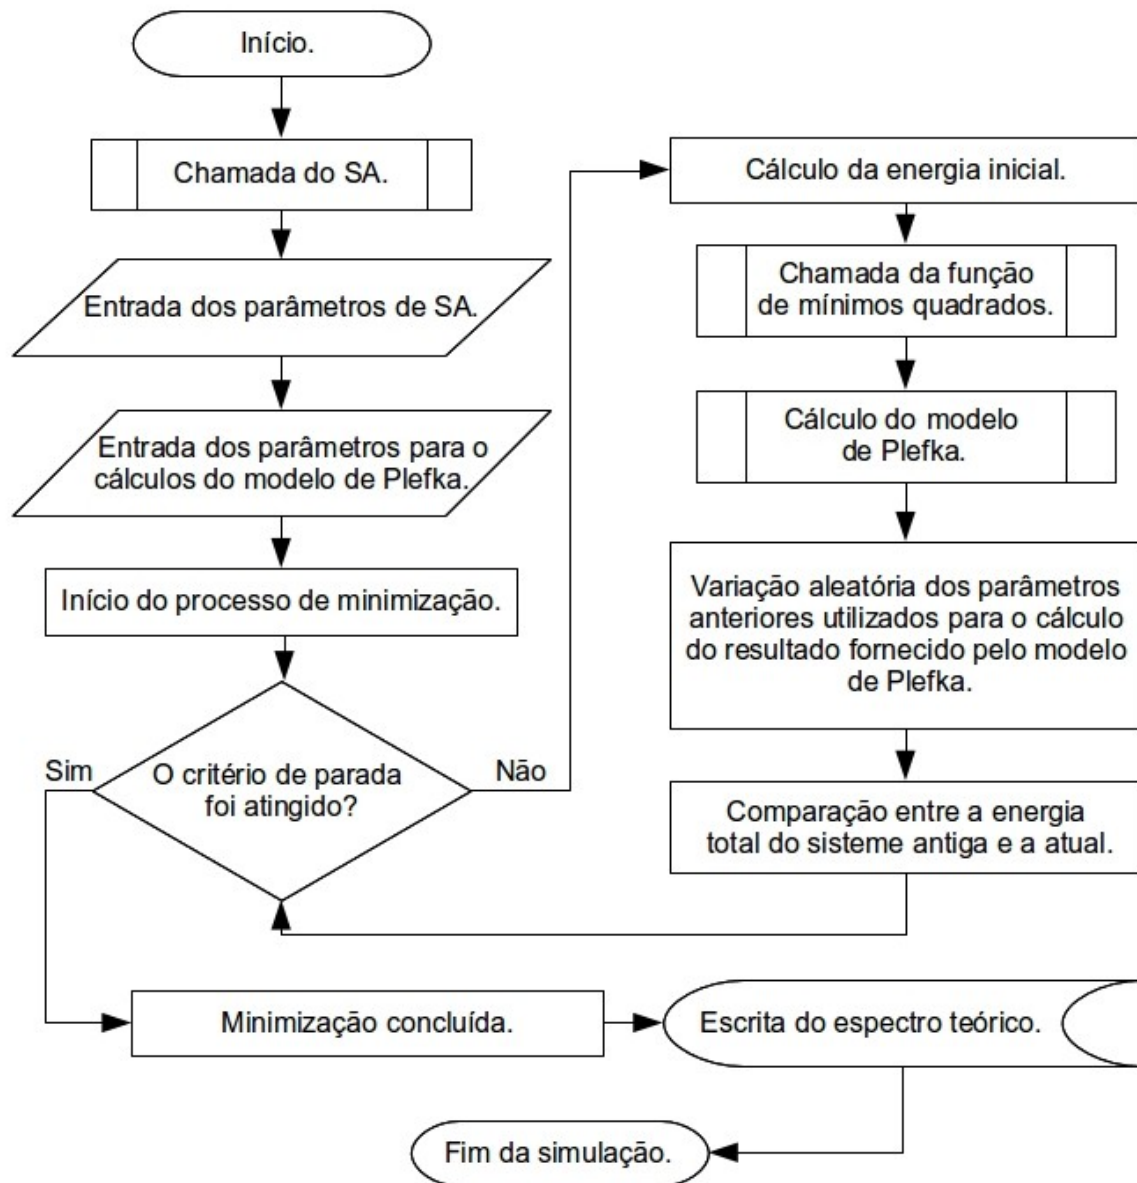 Início.
Chamada do SA.
Entrada dos parâmetros de SA.
Entrada dos parâmetros para o
cálculos do modelo de Plefka.
Início do processo de minimização.
O critério de parada
foi atingido?
Sim
Não
Cálculo da energia inicial.
Chamada da função
de mínimos quadrados.
Cálculo do modelo
de Plefka.
Variação aleatória dos parâmetros
anteriores utilizados para o cálculo
do resultado fornecido pelo modelo
de Plefka.
Comparação entre a energia
total do sisteme antiga e a atual.
Minimização concluída.
Escrita do espectro teórico.
Fim da simulação.